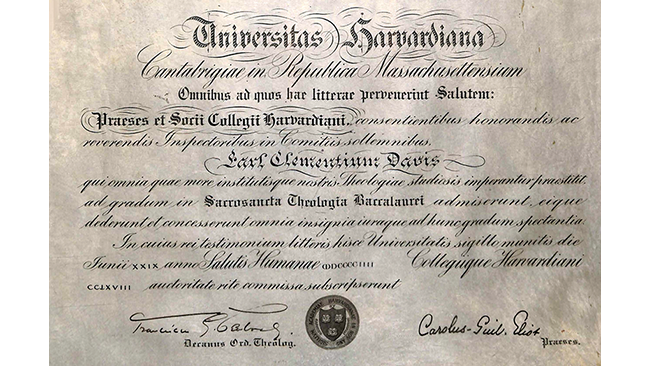 Universitas Harvardiana
Cantabrigiae in Republica Massachusettensium
Omnibus ad quos hae litterae pervenerint Salutem:
Praeses et Socii Collegii Harvardiani, consentientibus honorandis ac
reverendis Inspectoribus in Comitiis sollemnibus,
Earl Clementium Davis
qui omnia quae more institutisque nostris Theologiae studiosis imperantur praestitit,
ad gradum in Sacrosancta Theologia Baccalaurei admiserunt, eique
dederunt et concesserunt omnia insignia iuraque ad hunc gradum spectantia.
In cuius rei testimonium litteris hisce Universitatis sigillo munitis die
Iunii XXIX anno Salutis Humanae Collegiique Harvardiani
CCLXVIII auctoritate rite commissa subscripserunt
Carolus-Guil. Eliot
Decanus Ord. Theolog.
Praeses.